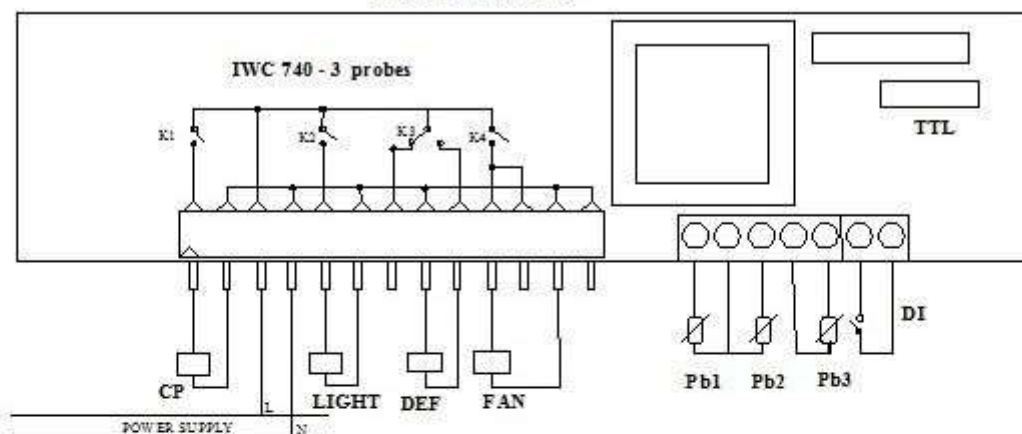 IWC 740 - 3 probes
K1
K2
K3
K4
TTL
DI
Pb1
Pb2
Pb3
CP
LIGHT
DEF
FAN
L
POWER SUPPLY
N